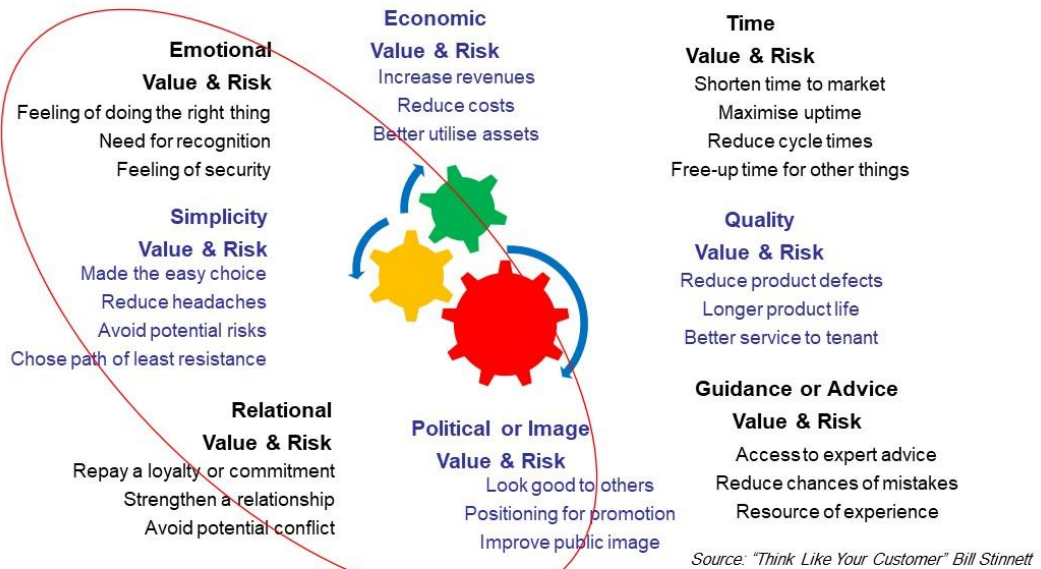 Emotional
Value & Risk
Feeling of doing the right thing
Need for recognition
Feeling of security
Economic
Value & Risk
Increase revenues
Reduce costs
Better utilise assets
Time
Value & Risk
Shorten time to market
Maximise uptime
Reduce cycle times
Free-up time for other things
Simplicity
Value & Risk
Made the easy choice
Reduce headaches
Avoid potential risks
Chose path of least resistance
Quality
Value & Risk
Reduce product defects
Longer product life
Better service to tenant
Relational
Value & Risk
Repay a loyalty or commitment
Strengthen a relationship
Avoid potential conflict
Political or Image
Value & Risk
Look good to others
Positioning for promotion
Improve public image
Guidance or Advice
Value & Risk
Access to expert advice
Reduce chances of mistakes
Resource of experience
Source: “Think Like Your Customer” Bill Stinnett